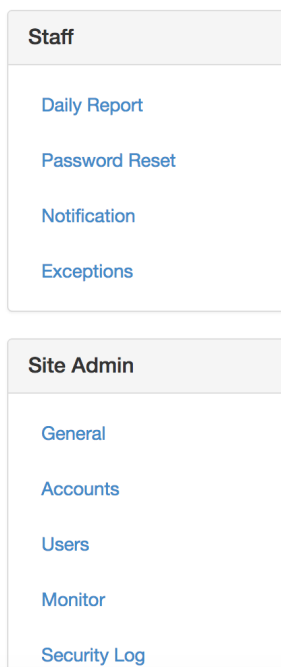 Staff
Daily Report
Password Reset
Notification
Exceptions
Site Admin
General
Accounts
Users
Monitor
Security Log